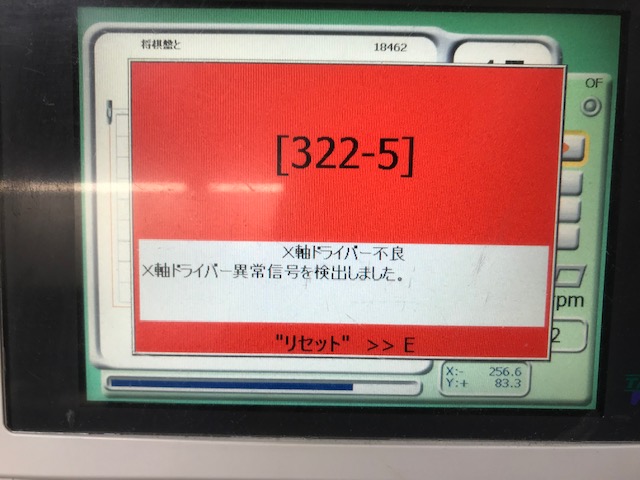 将棋盤と 18462
OF
[322-5]
X軸ドライバー不良
X軸ドライバー異常信号を検出しました。
pm
"リセット" >> E
2
X:- 256.6
Y:+ 83.3